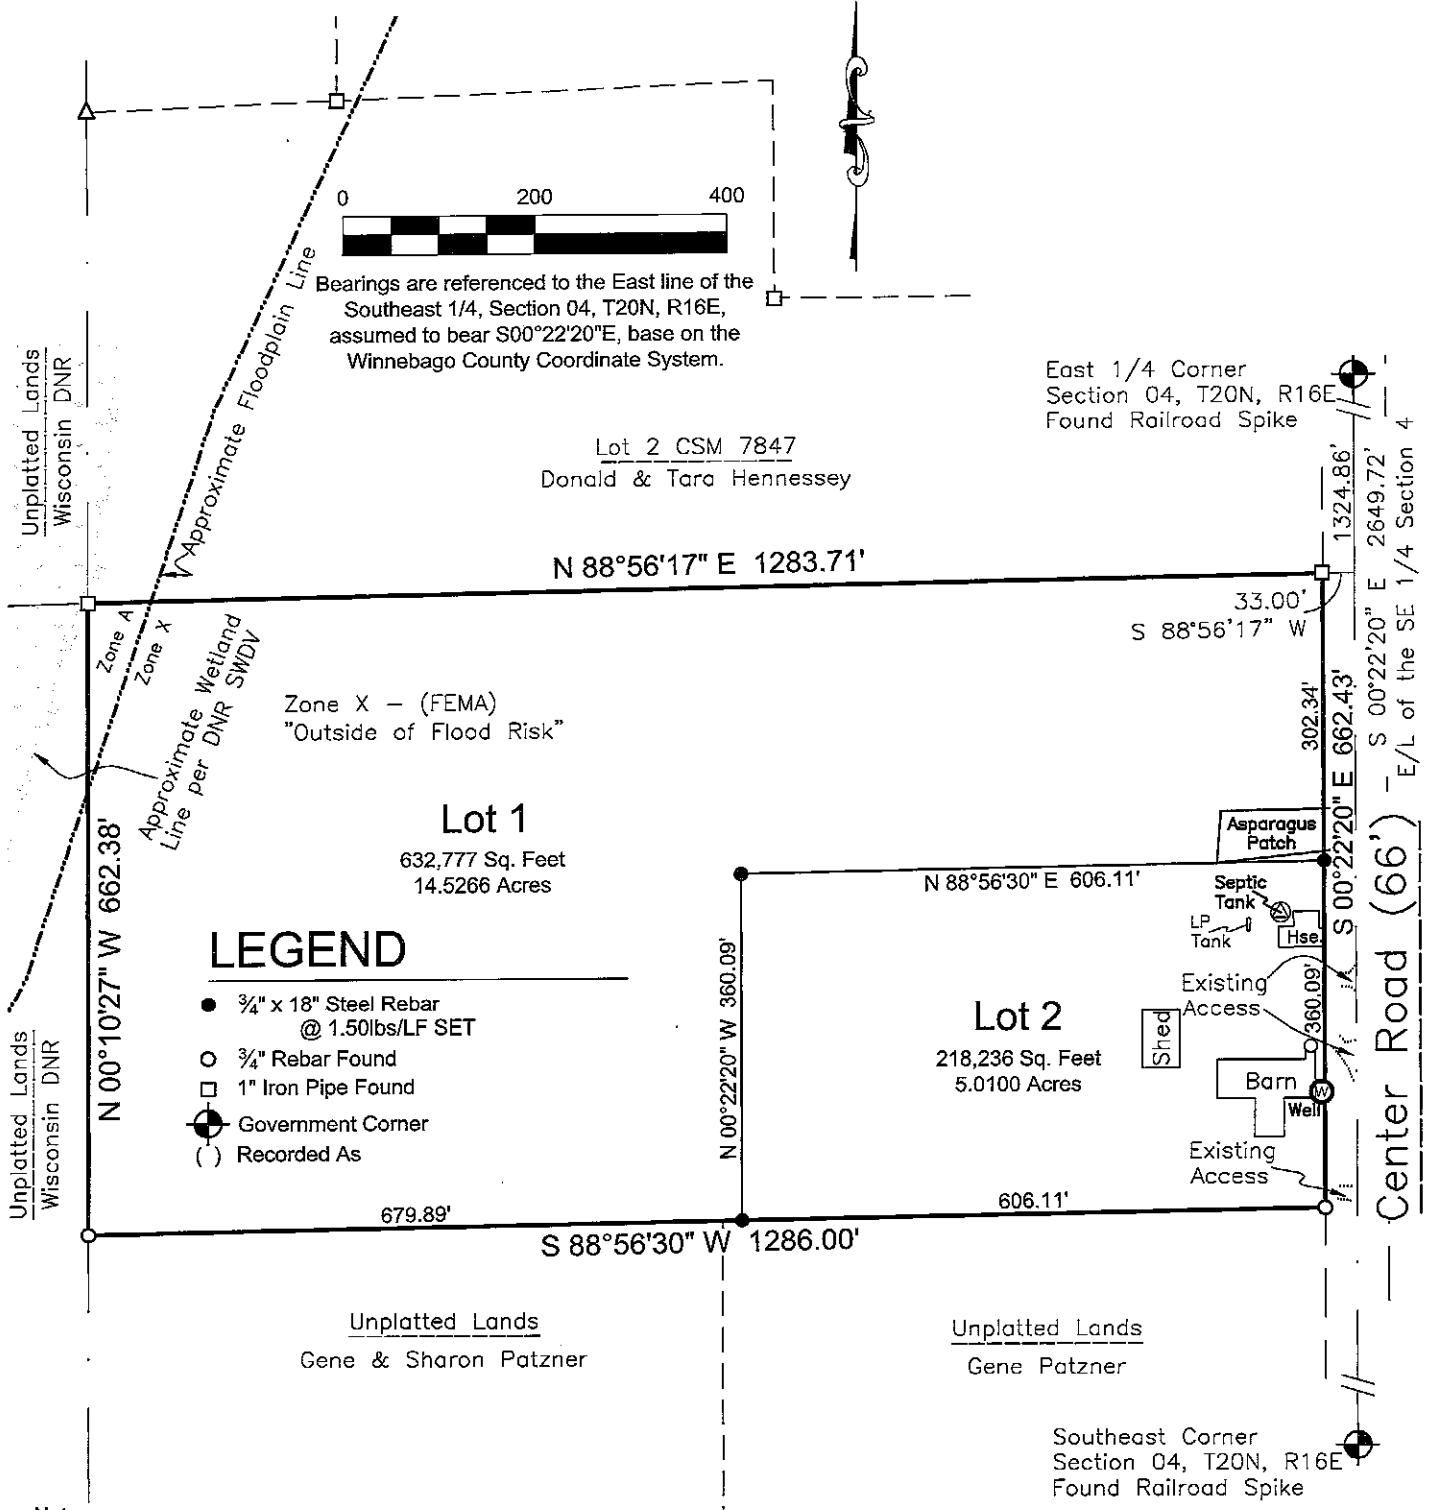 0 200 400
Bearings are referenced to the East line of the
Southeast 1/4, Section 04, T20N, R16E,
assumed to bear S00°22'20"E, base on the
Winnebago County Coordinate System.
Approximate Floodplain Line
Unplatted Lands
Wisconsin DNR
East 1/4 Corner
Section 04, T20N, R16E
Found Railroad Spike
Lot 2 CSM 7847
Donald & Tara Hennessey
1324.86'
S 00°22'20" E 2649.72'
E/L of the SE 1/4 Section 4
N 88°56'17" E 1283.71'
33.00'
S 88°56'17" W
Zone A
Zone X
Approximate Wetland
Line per DNR SWDV
Zone X - (FEMA)
"Outside of Flood Risk"
302.34'
S 00°22'20" E 662.43'
Lot 1
632,777 Sq. Feet
14.5266 Acres
Asparagus
Patch
N 88°56'30" E 606.11'
Septic
Tank
LP
Tank
Hse.
N 00°10'27" W 662.38'
LEGEND
¾" x 18" Steel Rebar
@ 1.50lbs/LF SET
¾" Rebar Found
1" Iron Pipe Found
Government Corner
( ) Recorded As
N 00°22'20" W 360.09'
Existing
Access
360.09'
Lot 2
218,236 Sq. Feet
5.0100 Acres
Shed
Barn
W
Well
Existing
Access
Center Road (66')
Unplatted Lands
Wisconsin DNR
679.89'
606.11'
S 88°56'30" W 1286.00'
Unplatted Lands
Gene & Sharon Patzner
Unplatted Lands
Gene Patzner
Southeast Corner
Section 04, T20N, R16E
Found Railroad Spike